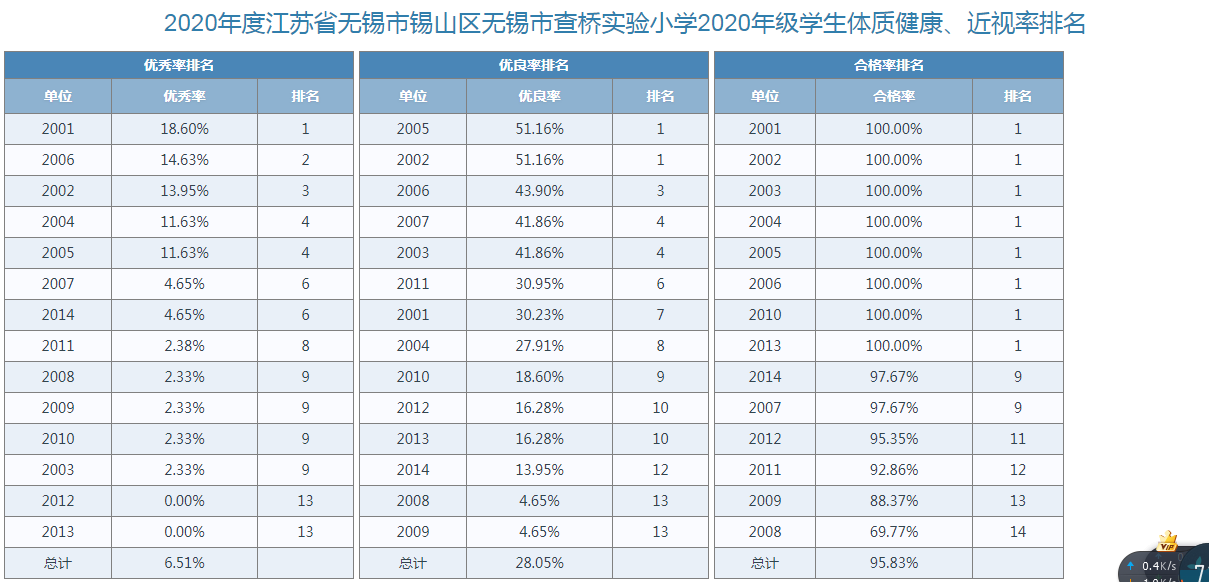 2020年度江苏省无锡市锡山区无锡市查桥实验小学2020年级学生体质健康、近视率排名
优秀率排名 优良率排名 合格率排名
单位 优秀率 排名 单位 优良率 排名 单位 合格率 排名
2001 18.60% 1 2005 51.16% 1 2001 100.00% 1
2006 14.63% 2 2002 51.16% 1 2002 100.00% 1
2002 13.95% 3 2006 43.90% 3 2003 100.00% 1
2004 11.63% 4 2007 41.86% 4 2004 100.00% 1
2005 11.63% 4 2003 41.86% 4 2005 100.00% 1
2007 4.65% 6 2011 30.95% 6 2006 100.00% 1
2014 4.65% 6 2001 30.23% 7 2010 100.00% 1
2011 2.38% 8 2004 27.91% 8 2013 100.00% 1
2008 2.33% 9 2010 18.60% 9 2014 97.67% 9
2009 2.33% 9 2012 16.28% 10 2007 97.67% 9
2010 2.33% 9 2013 16.28% 10 2012 95.35% 11
2003 2.33% 9 2014 13.95% 12 2011 92.86% 12
2012 0.00% 13 2008 4.65% 13 2009 88.37% 13
2013 0.00% 13 2009 4.65% 13 2008 69.77% 14
总计 6.51% 总计 28.05% 总计 95.83%
VIP
0.4K/s
7